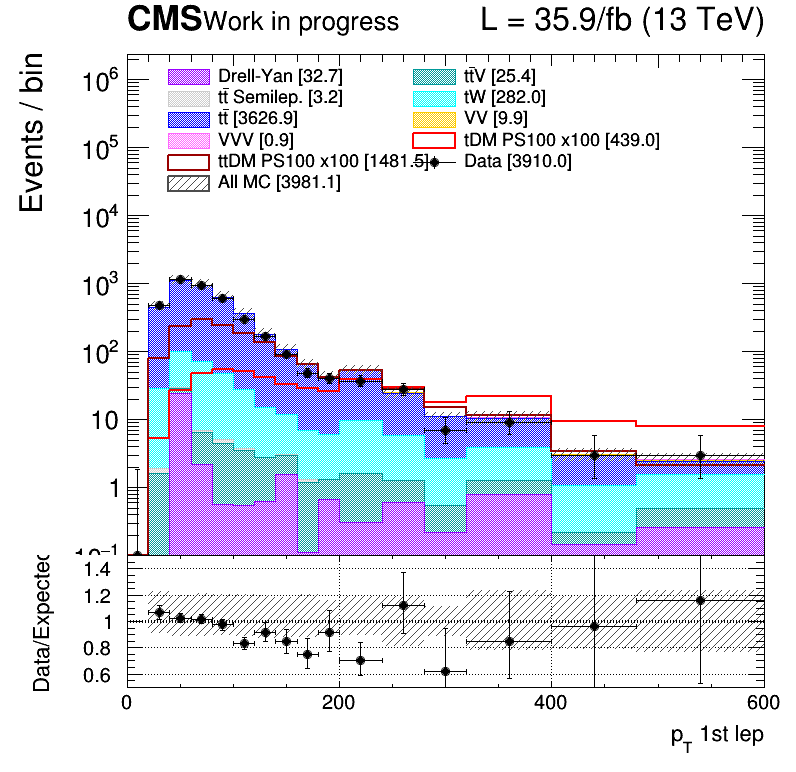 CMS Work in progress L = 35.9/fb (13 TeV)
Events / bin
Drell-Yan [32.7] tt̄V [25.4]
tt̄ Semilep. [3.2] tW [282.0]
tt̄ [3626.9] VV [9.9]
VVV [0.9] tDM PS100 x100 [439.0]
ttDM PS100 x100 [1481.5] Data [3910.0]
All MC [3981.1]
10⁶
10⁵
10⁴
10³
10²
10
1
10⁻¹
Data/Expected
1.4
1.2
1
0.8
0.6
0 200 400 600
p_T 1st lep